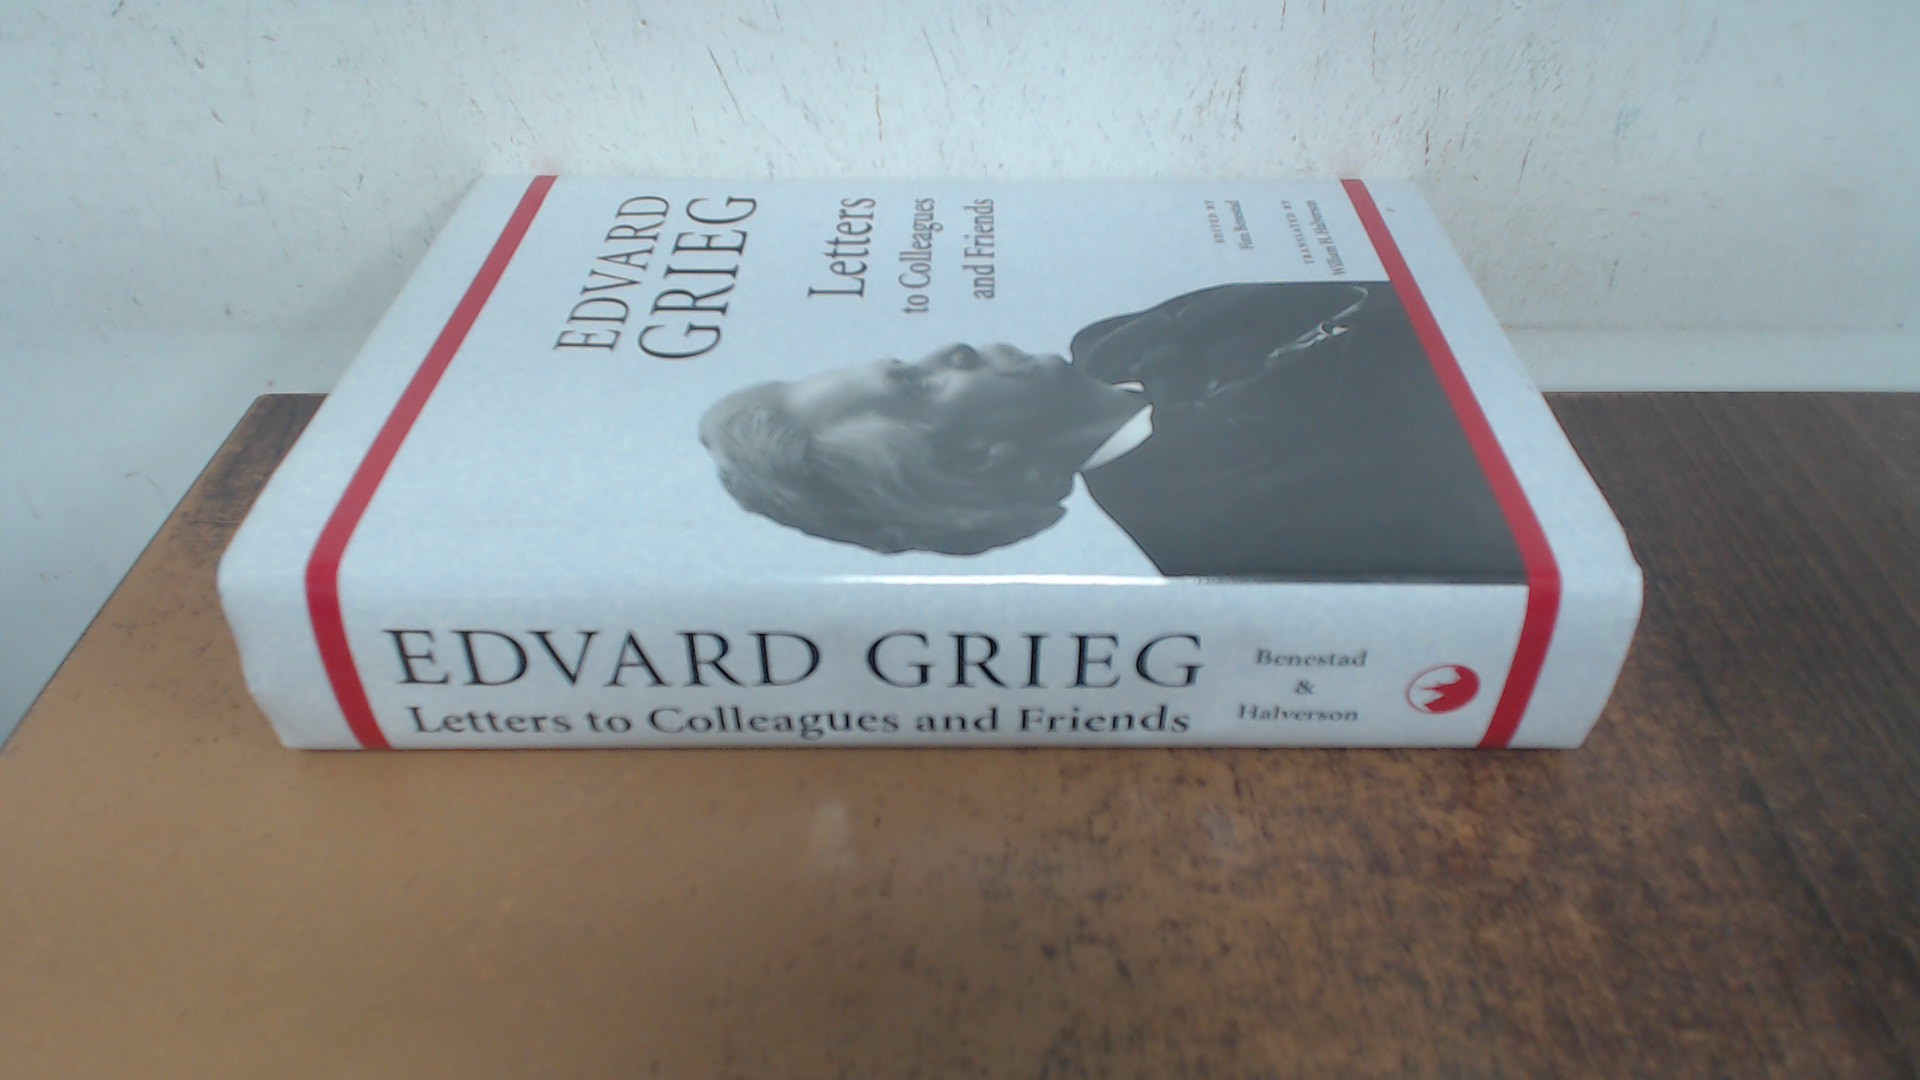 EDVARD
GRIEG
Letters
to Colleagues
and Friends
EDITED BY
Finn Benestad
TRANSLATED BY
William H. Halverson
EDVARD GRIEG
Letters to Colleagues and Friends
Benestad
&
Halverson